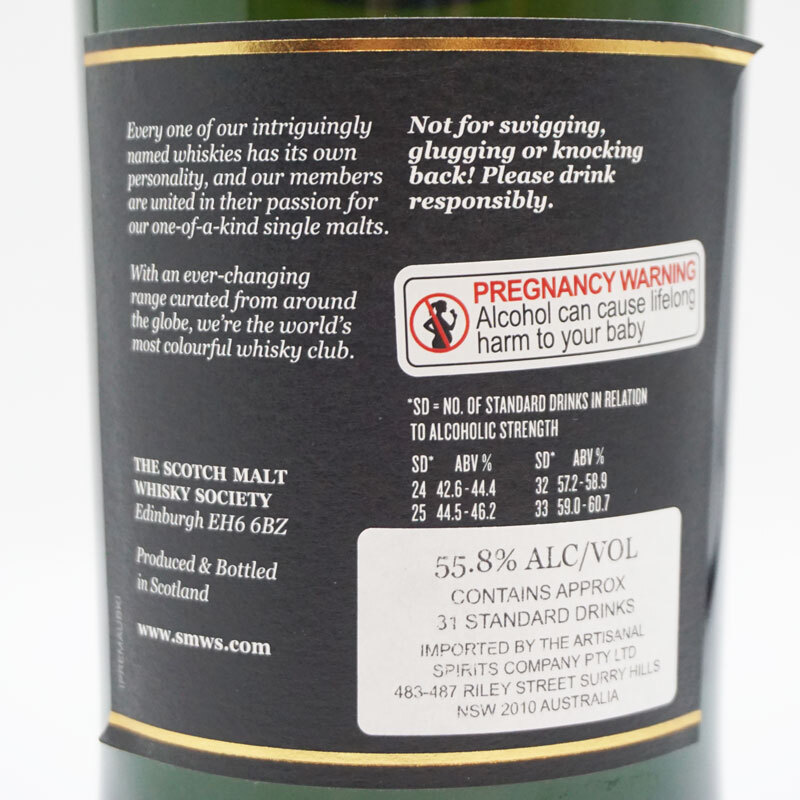 Every one of our intriguingly
named whiskies has its own
personality, and our members
are united in their passion for
our one-of-a-kind single malts.
With an ever-changing
range curated from around
the globe, we're the world's
most colourful whisky club.
THE SCOTCH MALT
WHISKY SOCIETY
Edinburgh EH6 6BZ
Produced & Bottled
in Scotland
www.smws.com
IPREMAUBKI
Not for swigging,
glugging or knocking
back! Please drink
responsibly.
PREGNANCY WARNING
Alcohol can cause lifelong
harm to your baby
*SD = NO. OF STANDARD DRINKS IN RELATION
TO ALCOHOLIC STRENGTH
SD* ABV % SD* ABV %
24 42.6 - 44.4 32 57.2 - 58.9
25 44.5 - 46.2 33 59.0 - 60.7
55.8% ALC/VOL
CONTAINS APPROX
31 STANDARD DRINKS
IMPORTED BY THE ARTISANAL
SPIRITS COMPANY PTY LTD
483-487 RILEY STREET SURRY HILLS
NSW 2010 AUSTRALIA